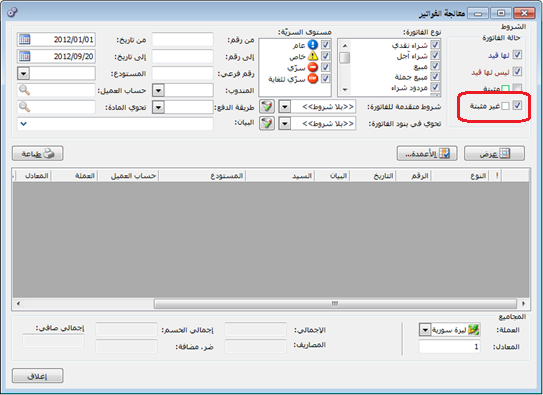 معالجة الفواتير
الشروط
حالة الفاتورة
لها قيد
ليس لها قيد
مثبتة
غير مثبتة
نوع الفاتورة:
شراء نقدي
شراء آجل
مبيع
مبيع جملة
مردود شراء
شروط متقدمة للفاتورة: <<بلا شروط>>
تحوي في بنود الفاتورة: <<بلا شروط>>
مستوى السريّة:
عام
خاص
سرّي
سرّي للغاية
من رقم:
إلى رقم:
رقم فرعي:
المندوب:
طريقة الدفع:
البيان:
من تاريخ: 2012/01/01
إلى تاريخ: 2012/09/20
المستودع:
حساب العميل:
تحوي المادة:
عرض
الأعمدة...
طباعة
! النوع الرقم التاريخ البيان السيد المستودع حساب العميل العملة المعادل
المجاميع
العملة: ليرة سورية
المعادل: 1
الإجمالي:
المصاريف:
إجمالي الحسم:
ضر. مضافة:
إجمالي صافي:
إغلاق